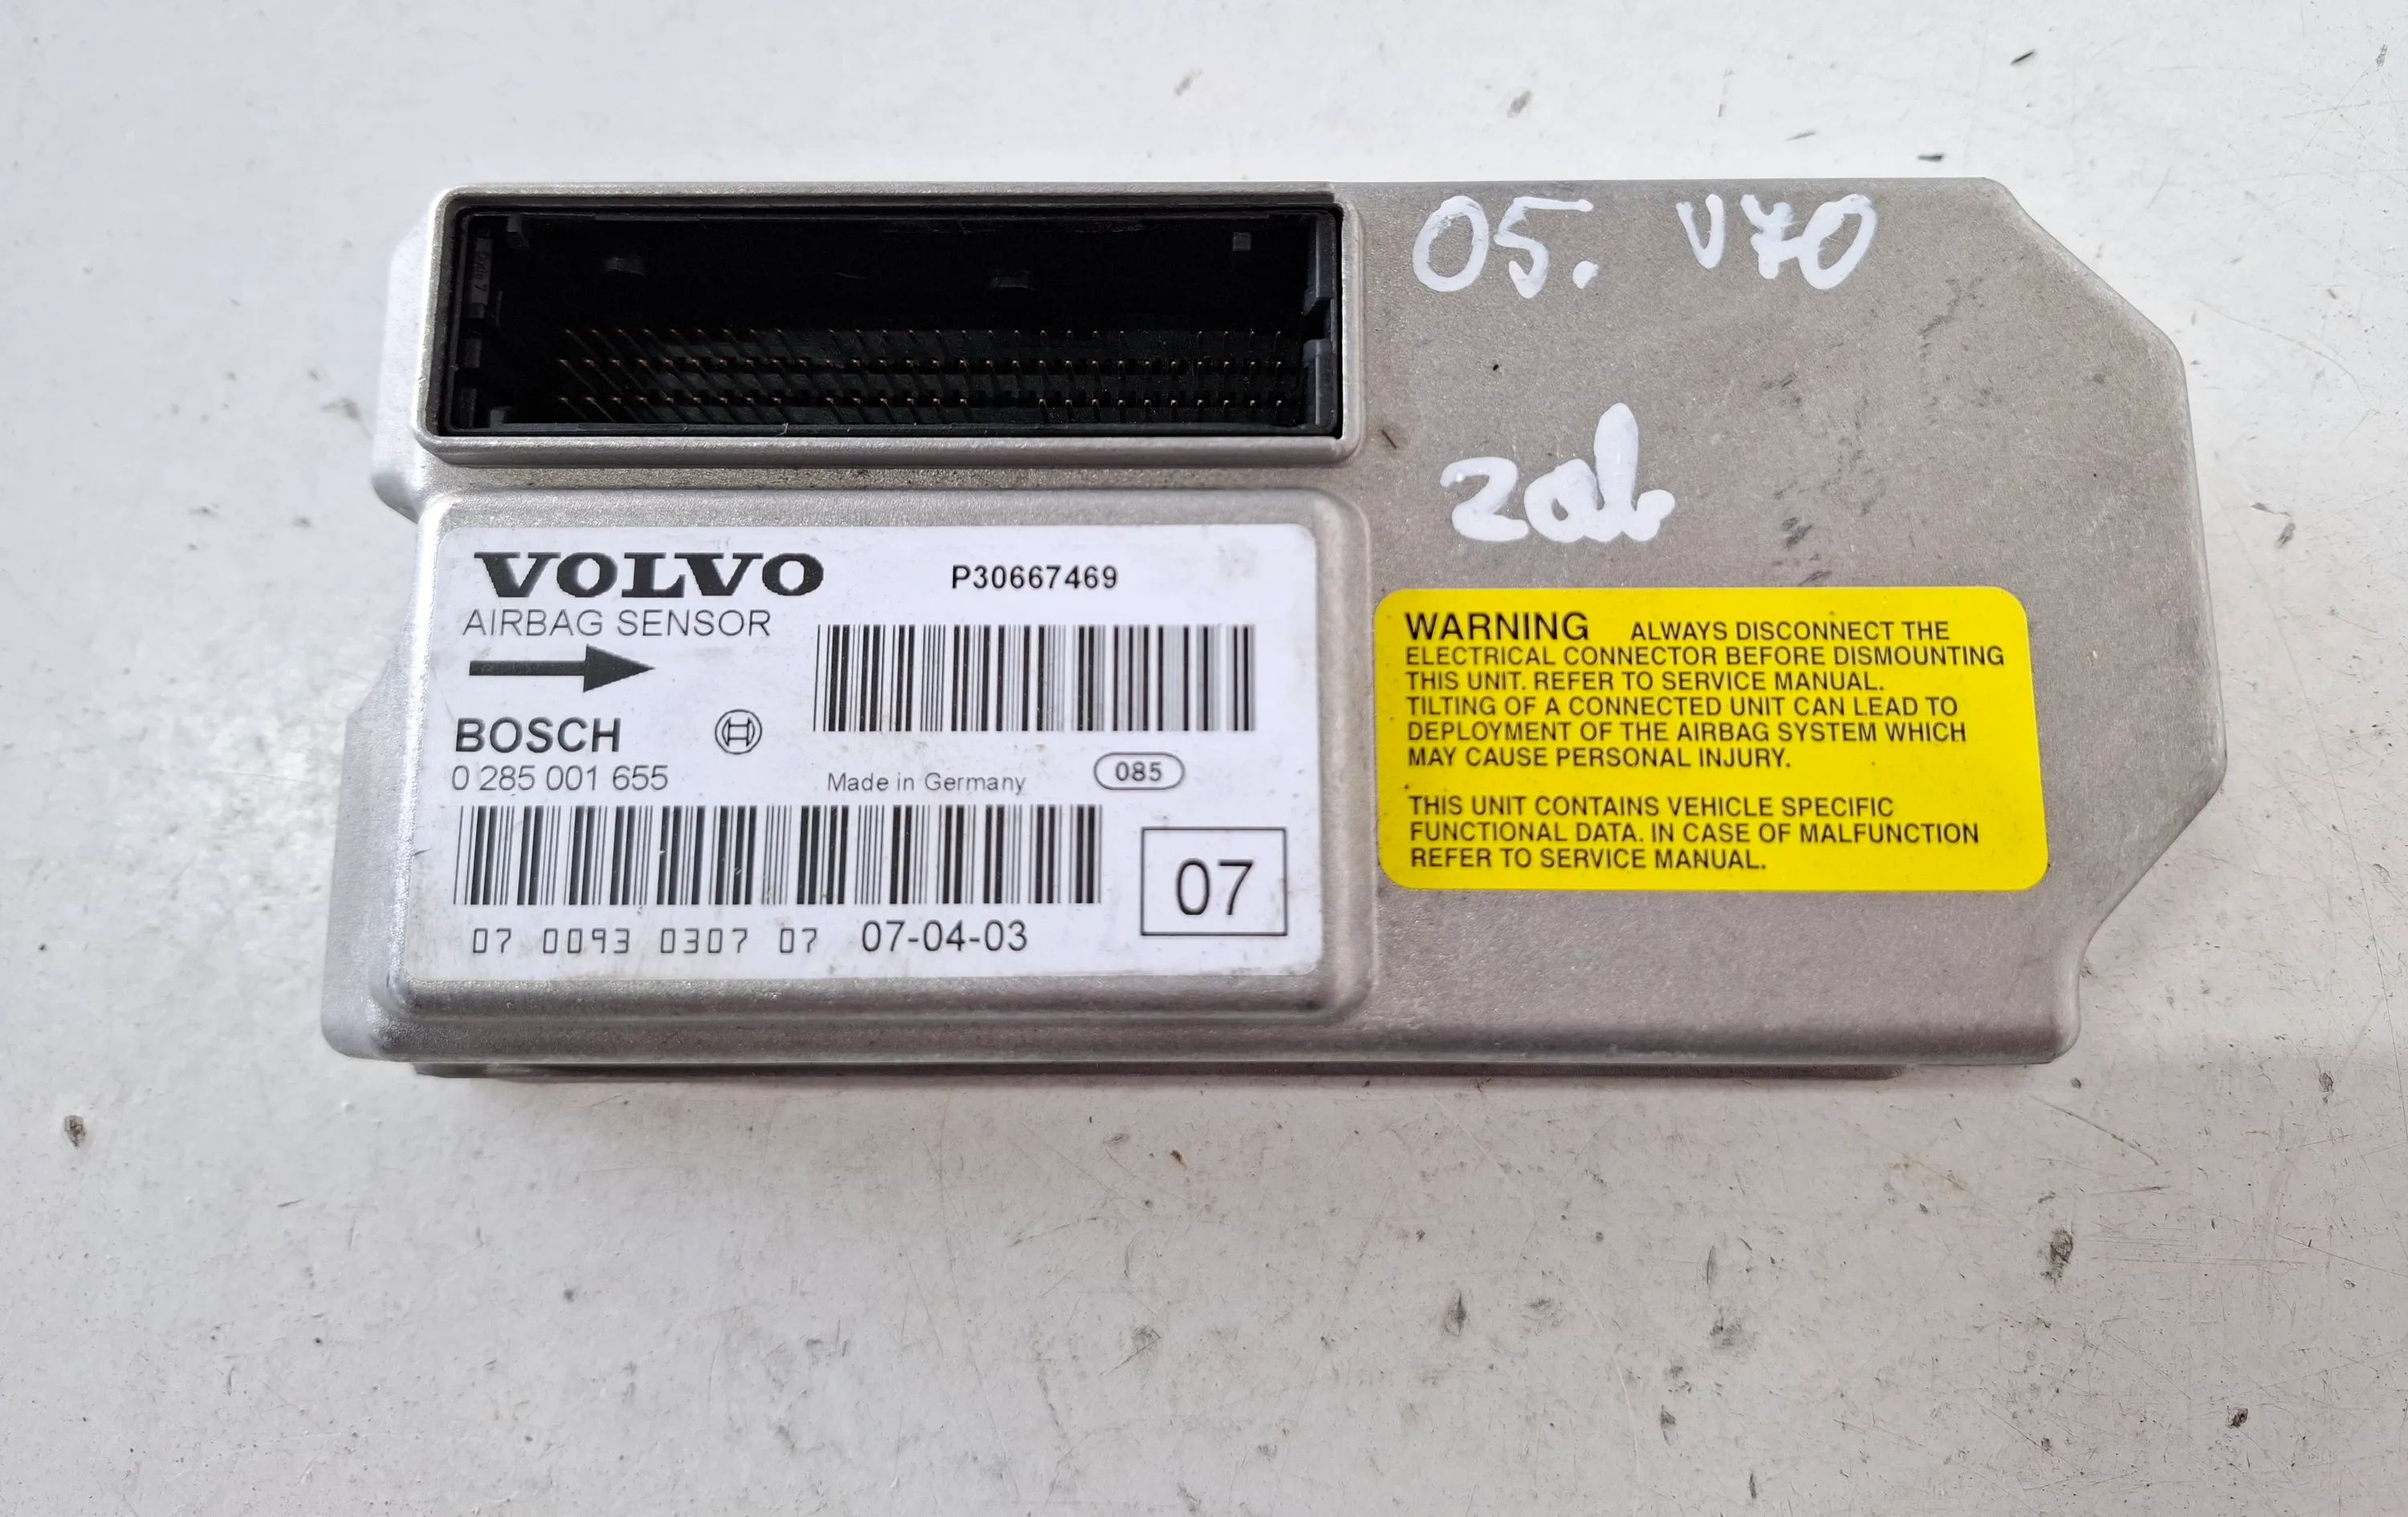 05. V70
zab
VOLVO
P30667469
AIRBAG SENSOR
BOSCH
0 285 001 655
Made in Germany
085
07 0093 0307 07 07-04-03
07
WARNING ALWAYS DISCONNECT THE
ELECTRICAL CONNECTOR BEFORE DISMOUNTING
THIS UNIT. REFER TO SERVICE MANUAL.
TILTING OF A CONNECTED UNIT CAN LEAD TO
DEPLOYMENT OF THE AIRBAG SYSTEM WHICH
MAY CAUSE PERSONAL INJURY.
THIS UNIT CONTAINS VEHICLE SPECIFIC
FUNCTIONAL DATA. IN CASE OF MALFUNCTION
REFER TO SERVICE MANUAL.